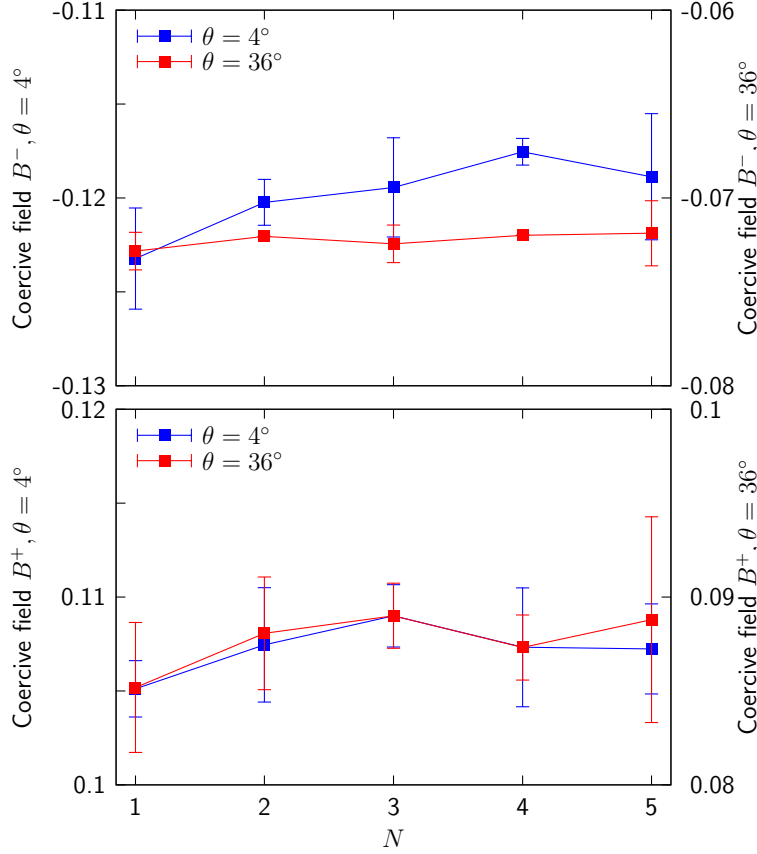 -0.11
-0.12
-0.13
-0.06
-0.07
-0.08
Coercive field B⁻, θ = 4°
Coercive field B⁻, θ = 36°
θ = 4°
θ = 36°
0.12
0.11
0.1
0.1
0.09
0.08
Coercive field B⁺, θ = 4°
Coercive field B⁺, θ = 36°
θ = 4°
θ = 36°
1 2 3 4 5
N